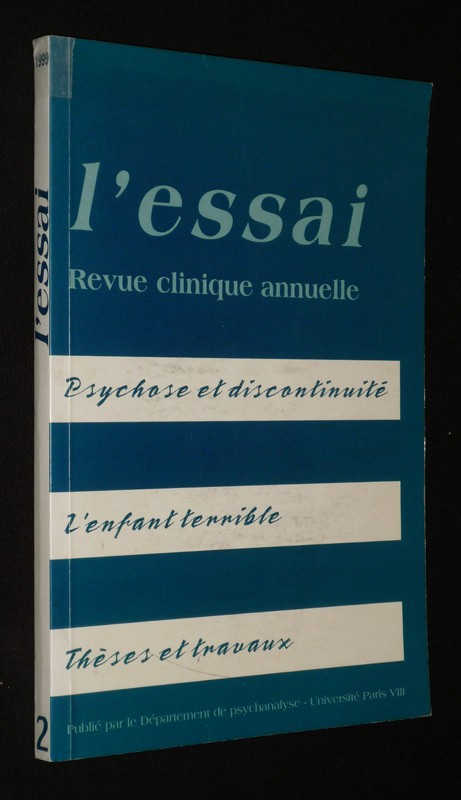 1999
l'essai
2
l'essai
Revue clinique annuelle
Psychose et discontinuité
L'enfant terrible
Thèses et travaux
Publié par le Département de psychanalyse - Université Paris VIII